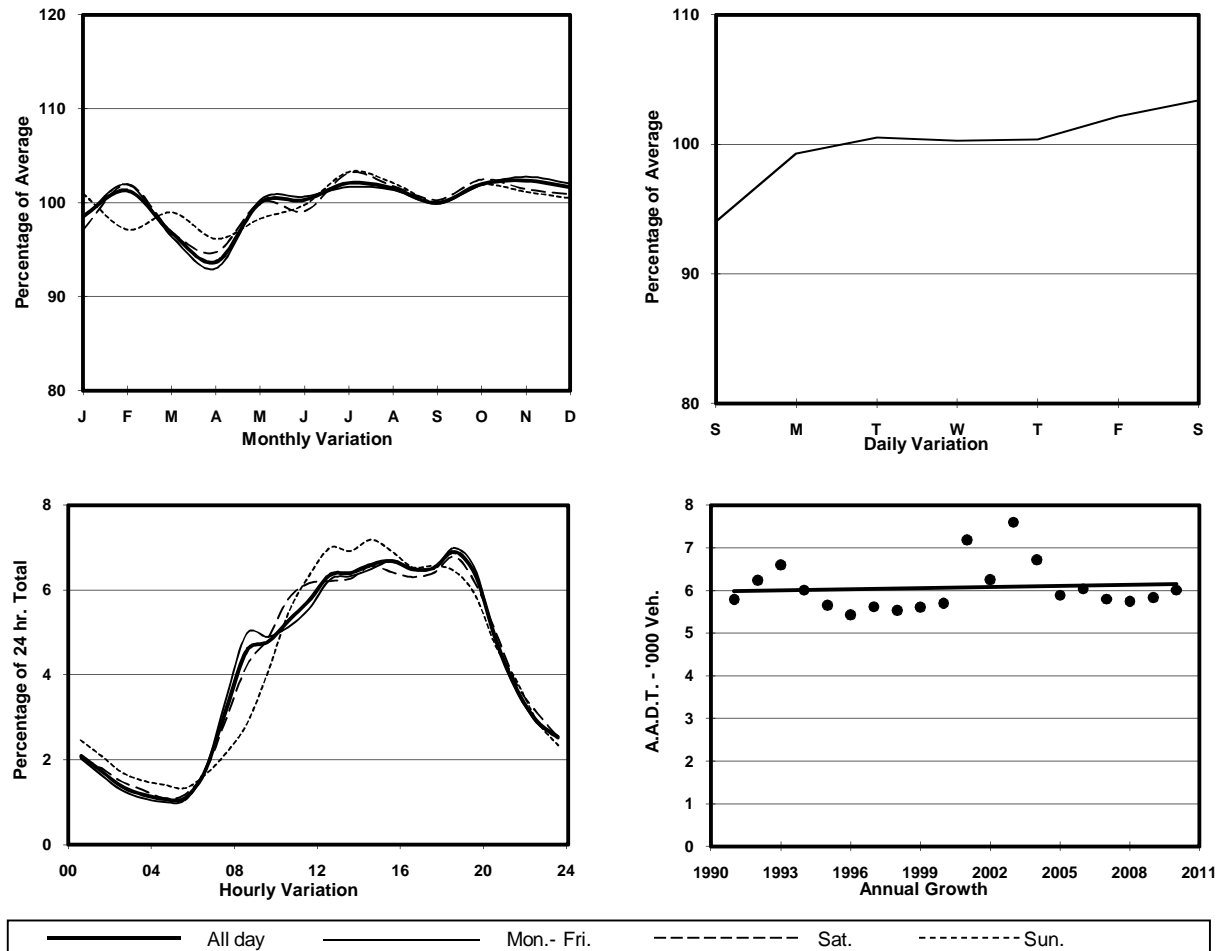 120
110
100
90
80
Percentage of Average
J F M A M J J A S O N D
Monthly Variation
110
100
90
80
Percentage of Average
S M T W T F S
Daily Variation
8
6
4
2
0
Percentage of 24 hr. Total
00 04 08 12 16 20 24
Hourly Variation
8
7
6
5
4
3
2
1
0
A.A.D.T. - '000 Veh.
1990 1993 1996 1999 2002 2005 2008 2011
Annual Growth
All day Mon.- Fri. Sat. Sun.